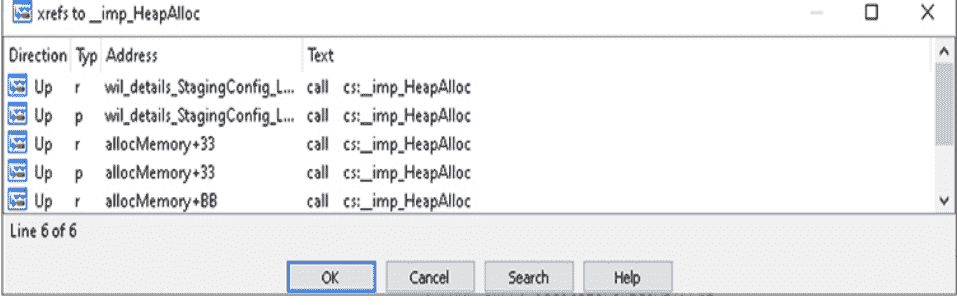 xrefs to __imp_HeapAlloc
Direction Typ Address Text
Up r wil_details_StagingConfig_L... call cs:__imp_HeapAlloc
Up p wil_details_StagingConfig_L... call cs:__imp_HeapAlloc
Up r allocMemory+33 call cs:__imp_HeapAlloc
Up p allocMemory+33 call cs:__imp_HeapAlloc
Up r allocMemory+BB call cs:__imp_HeapAlloc
Line 6 of 6
OK Cancel Search Help